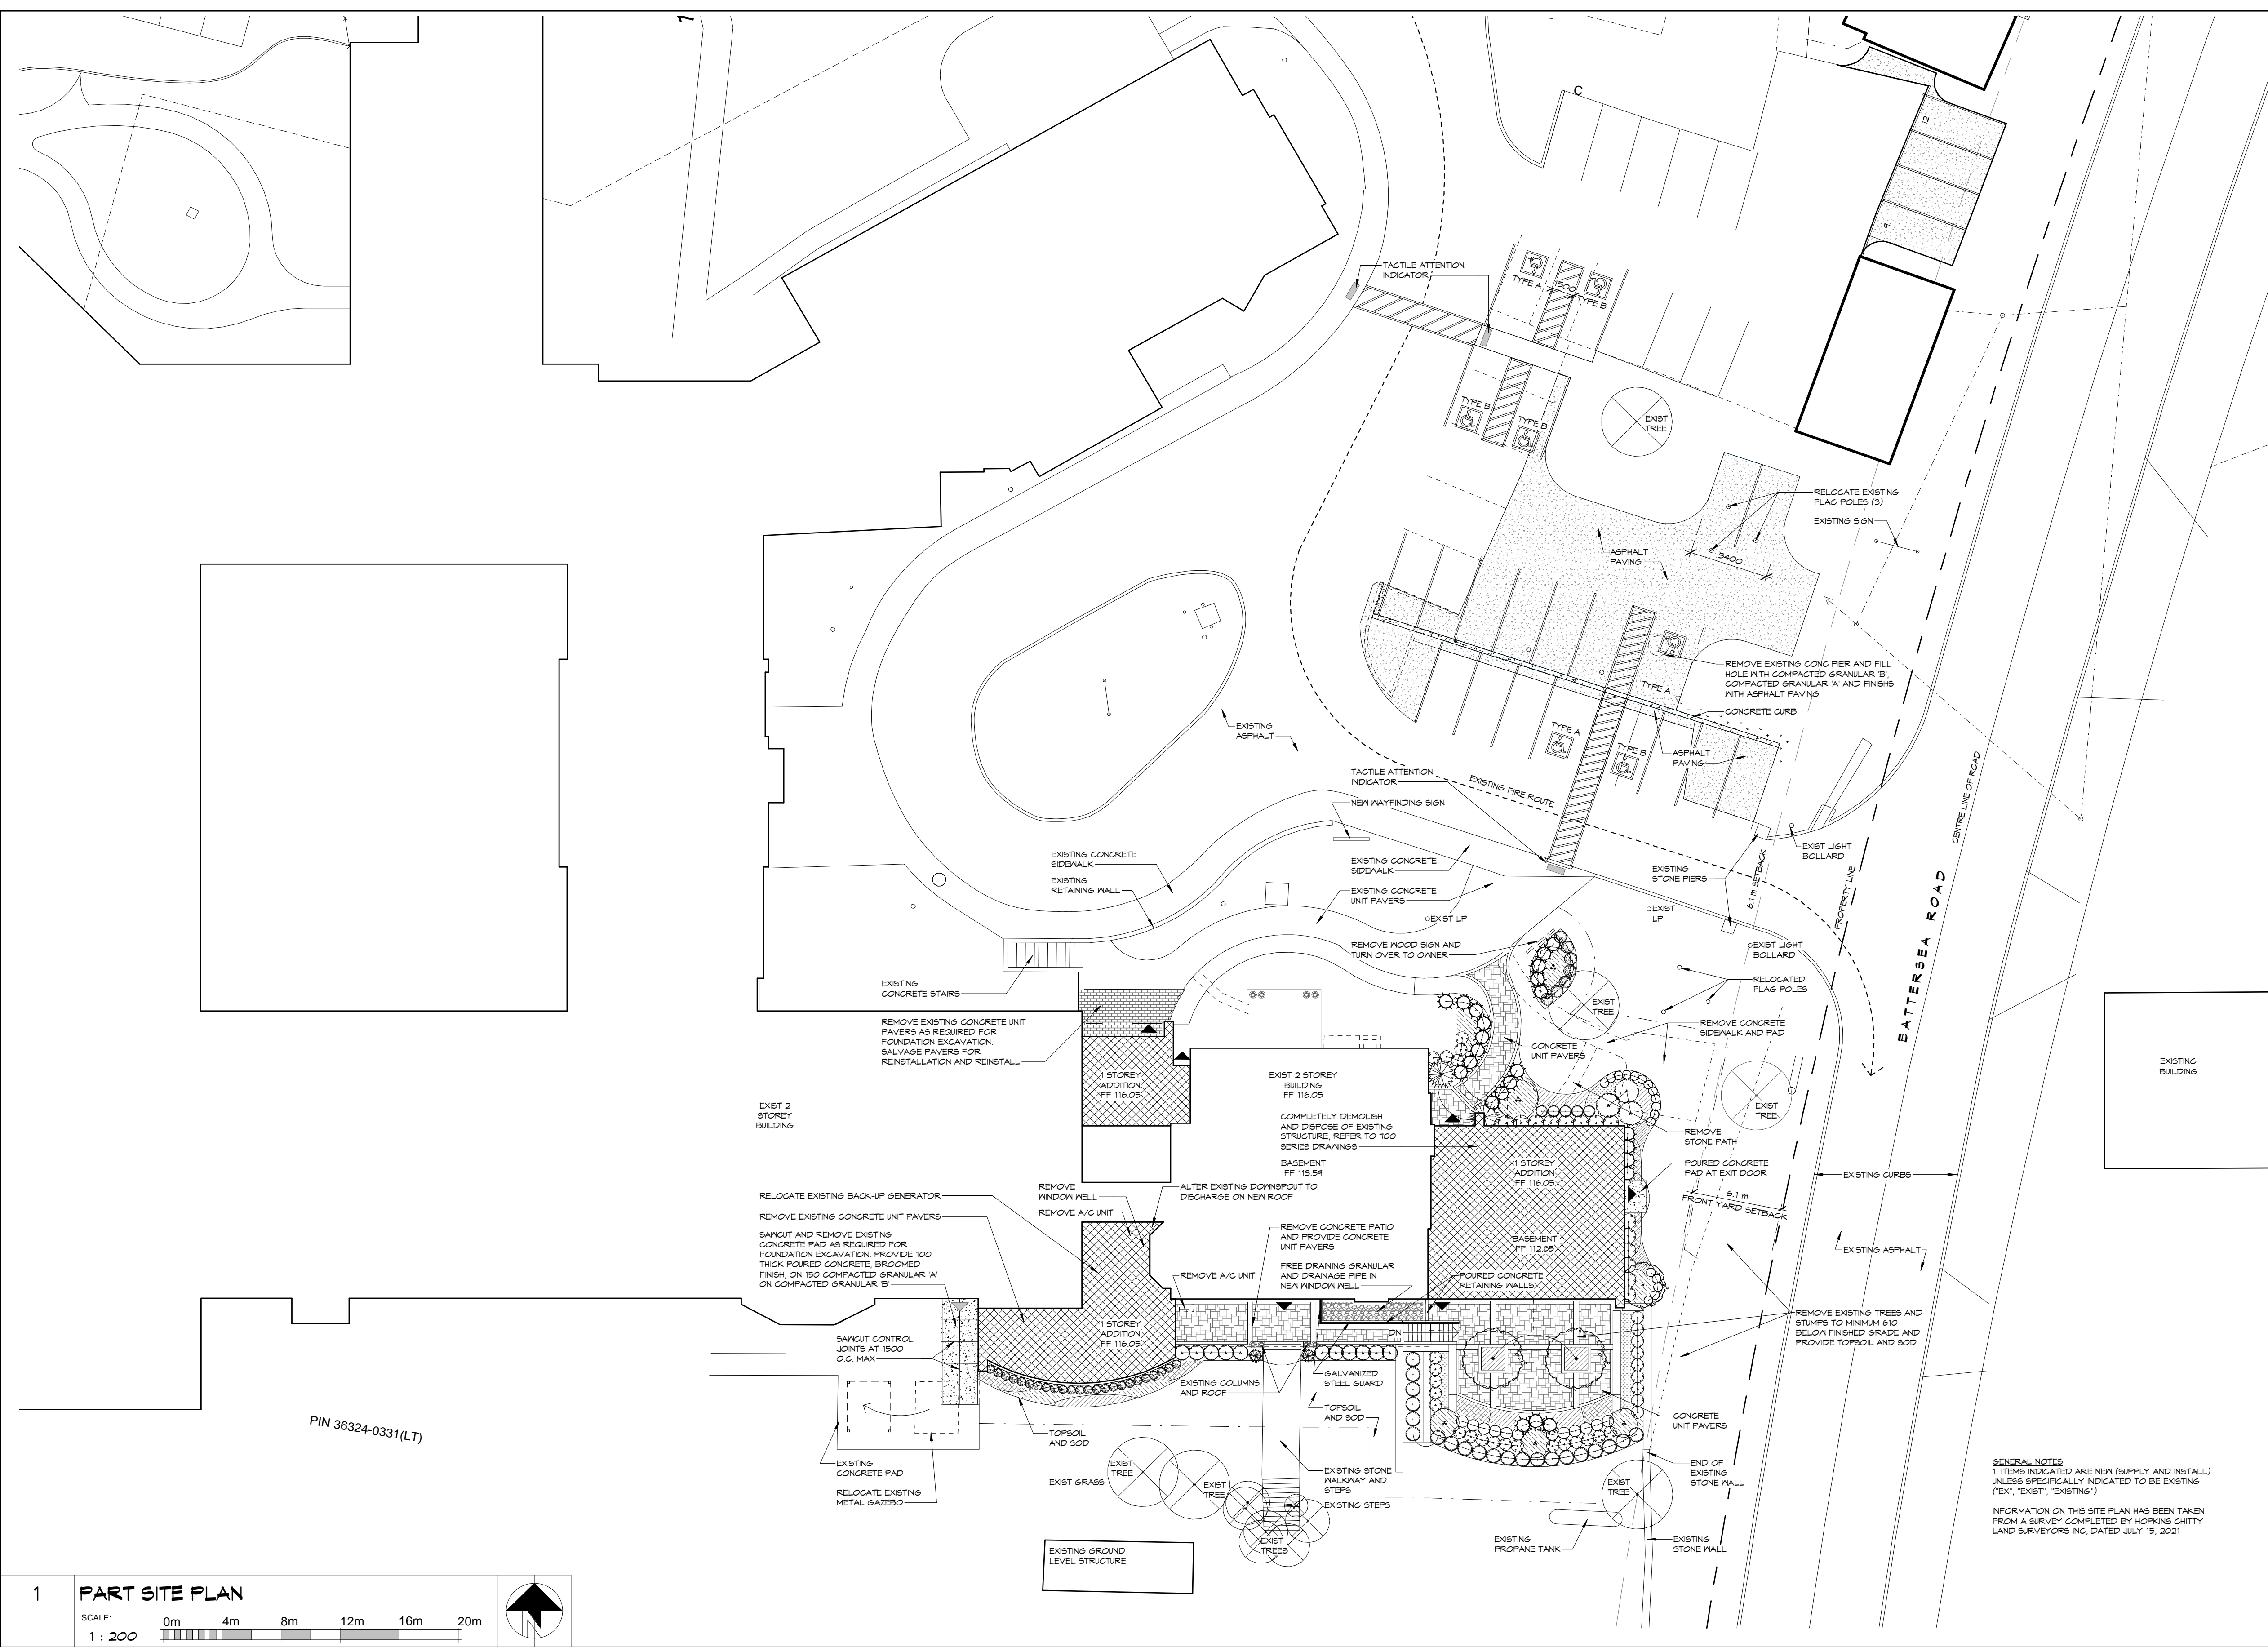 1
C
12
4
TACTILE ATTENTION
INDICATOR
TYPE A
1500
TYPE B
TYPE B
TYPE B
EXIST
TREE
RELOCATE EXISTING
FLAG POLES (3)
EXISTING SIGN
ASPHALT
PAVING
5400
REMOVE EXISTING CONC PIER AND FILL
HOLE WITH COMPACTED GRANULAR 'B',
COMPACTED GRANULAR 'A' AND FINISHS
WITH ASPHALT PAVING
TYPE A
CONCRETE CURB
EXISTING
ASPHALT
TYPE A
TYPE B
ASPHALT
PAVING
TACTILE ATTENTION
INDICATOR
EXISTING FIRE ROUTE
NEW WAYFINDING SIGN
CENTRE LINE OF ROAD
EXISTING CONCRETE
SIDEWALK
EXISTING
RETAINING WALL
EXISTING CONCRETE
SIDEWALK
EXISTING CONCRETE
UNIT PAVERS
EXISTING
STONE PIERS
6.1 m SETBACK
EXIST LIGHT
BOLLARD
PROPERTY LINE
BATTERSEA ROAD
EXIST LP
EXIST
LP
REMOVE WOOD SIGN AND
TURN OVER TO OWNER
EXIST LIGHT
BOLLARD
EXISTING
CONCRETE STAIRS
RELOCATED
FLAG POLES
EXIST
TREE
REMOVE EXISTING CONCRETE UNIT
PAVERS AS REQUIRED FOR
FOUNDATION EXCAVATION.
SALVAGE PAVERS FOR
REINSTALLATION AND REINSTALL
REMOVE CONCRETE
SIDEWALK AND PAD
CONCRETE
UNIT PAVERS
EXISTING
BUILDING
1 STOREY
ADDITION
FF 116.05
EXIST 2 STOREY
BUILDING
FF 116.05
EXIST 2
STOREY
BUILDING
EXIST
TREE
COMPLETELY DEMOLISH
AND DISPOSE OF EXISTING
STRUCTURE, REFER TO '700
SERIES DRAWINGS
BASEMENT
FF 113.59
REMOVE
STONE PATH
1 STOREY
ADDITION
FF 116.05
POURED CONCRETE
PAD AT EXIT DOOR
EXISTING CURBS
RELOCATE EXISTING BACK-UP GENERATOR
REMOVE
WINDOW WELL
ALTER EXISTING DOWNSPOUT TO
DISCHARGE ON NEW ROOF
6.1 m
FRONT YARD SETBACK
REMOVE EXISTING CONCRETE UNIT PAVERS
REMOVE A/C UNIT
SAWCUT AND REMOVE EXISTING
CONCRETE PAD AS REQUIRED FOR
FOUNDATION EXCAVATION. PROVIDE 100
THICK POURED CONCRETE, BROOMED
FINISH, ON 150 COMPACTED GRANULAR 'A'
ON COMPACTED GRANULAR 'B'
REMOVE CONCRETE PATIO
AND PROVIDE CONCRETE
UNIT PAVERS
BASEMENT
FF 112.85
EXISTING ASPHALT
REMOVE A/C UNIT
FREE DRAINING GRANULAR
AND DRAINAGE PIPE IN
NEW WINDOW WELL
POURED CONCRETE
RETAINING WALLS
1 STOREY
ADDITION
FF 116.05
DN
REMOVE EXISTING TREES AND
STUMPS TO MINIMUM 610
BELOW FINISHED GRADE AND
PROVIDE TOPSOIL AND SOD
SAWCUT CONTROL
JOINTS AT 1500
O.C. MAX
EXISTING COLUMNS
AND ROOF
GALVANIZED
STEEL GUARD
TOPSOIL
AND SOD
CONCRETE
UNIT PAVERS
PIN 36324-0331(LT)
TOPSOIL
AND SOD
EXISTING
CONCRETE PAD
RELOCATE EXISTING
METAL GAZEBO
EXIST GRASS
EXIST
TREE
EXIST
TREE
EXISTING STONE
WALKWAY AND
STEPS
EXISTING STEPS
EXIST
TREES
EXIST
TREE
END OF
EXISTING
STONE WALL
EXISTING
PROPANE TANK
EXISTING
STONE WALL
EXISTING GROUND
LEVEL STRUCTURE
GENERAL NOTES
1. ITEMS INDICATED ARE NEW (SUPPLY AND INSTALL)
UNLESS SPECIFICALLY INDICATED TO BE EXISTING
("EX", "EXIST", "EXISTING")
INFORMATION ON THIS SITE PLAN HAS BEEN TAKEN
FROM A SURVEY COMPLETED BY HOPKINS CHITTY
LAND SURVEYORS INC, DATED JULY 15, 2021
1
PART SITE PLAN
SCALE:
1 : 200
0m 4m 8m 12m 16m 20m
N